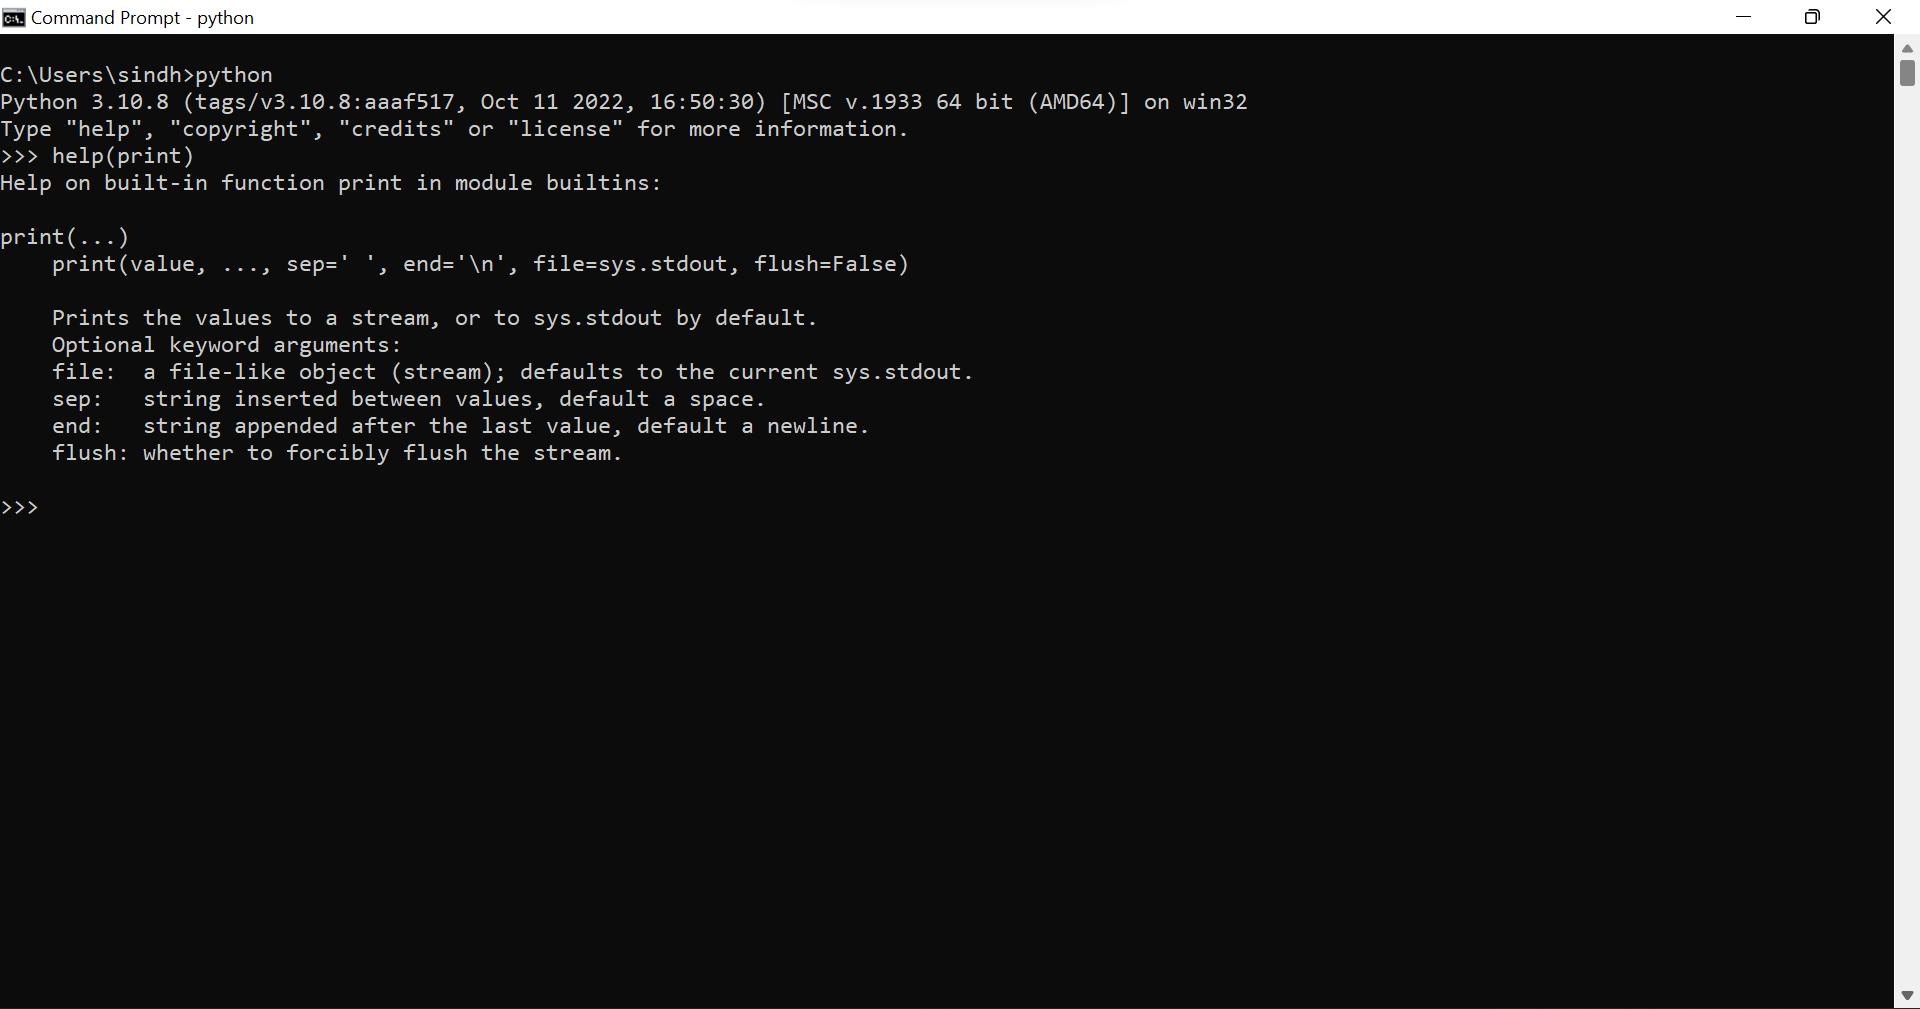 Command Prompt - python
C:\Users\sindh>python
Python 3.10.8 (tags/v3.10.8:aaaf517, Oct 11 2022, 16:50:30) [MSC v.1933 64 bit (AMD64)] on win32
Type "help", "copyright", "credits" or "license" for more information.
>>> help(print)
Help on built-in function print in module builtins:

print(...)
    print(value, ..., sep=' ', end='\n', file=sys.stdout, flush=False)

    Prints the values to a stream, or to sys.stdout by default.
    Optional keyword arguments:
    file:  a file-like object (stream); defaults to the current sys.stdout.
    sep:   string inserted between values, default a space.
    end:   string appended after the last value, default a newline.
    flush: whether to forcibly flush the stream.

>>>